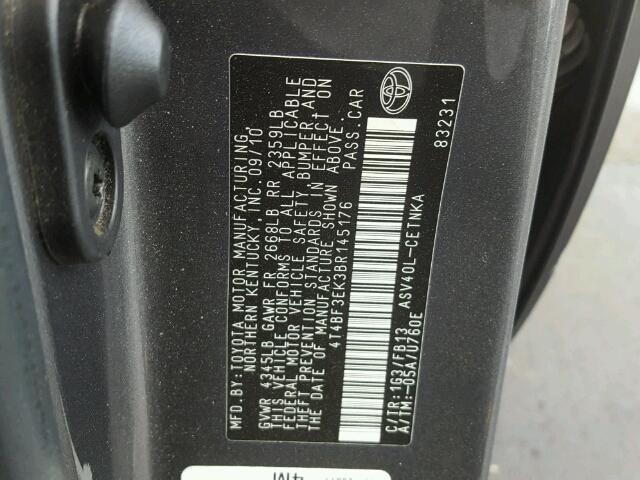 MFD.BY:TOYOTA MOTOR MANUFACTURING,
NORTHERN KENTUCKY, INC. 09/10
GVWR 4345LB GAWR FR 2668LB RR 2359LB
THIS VEHICLE CONFORMS TO ALL APPLICABLE
FEDERAL MOTOR VEHICLE SAFETY, BUMPER, AND
THEFT PREVENTION STANDARDS IN EFFECT ON
THE DATE OF MANUFACTURE SHOWN ABOVE.
4T4BF3EK3BR145176 PASS.CAR
C/TR:1G3/FB13 ASV40L-CETNKA
A/TM:-05A/U760E
83231
4M